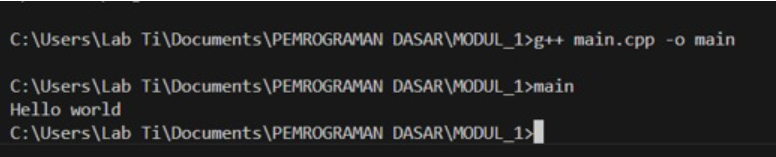 C:\Users\Lab Ti\Documents\PEMROGRAMAN DASAR\MODUL_1>g++ main.cpp -o main
C:\Users\Lab Ti\Documents\PEMROGRAMAN DASAR\MODUL_1>main
Hello world
C:\Users\Lab Ti\Documents\PEMROGRAMAN DASAR\MODUL_1>